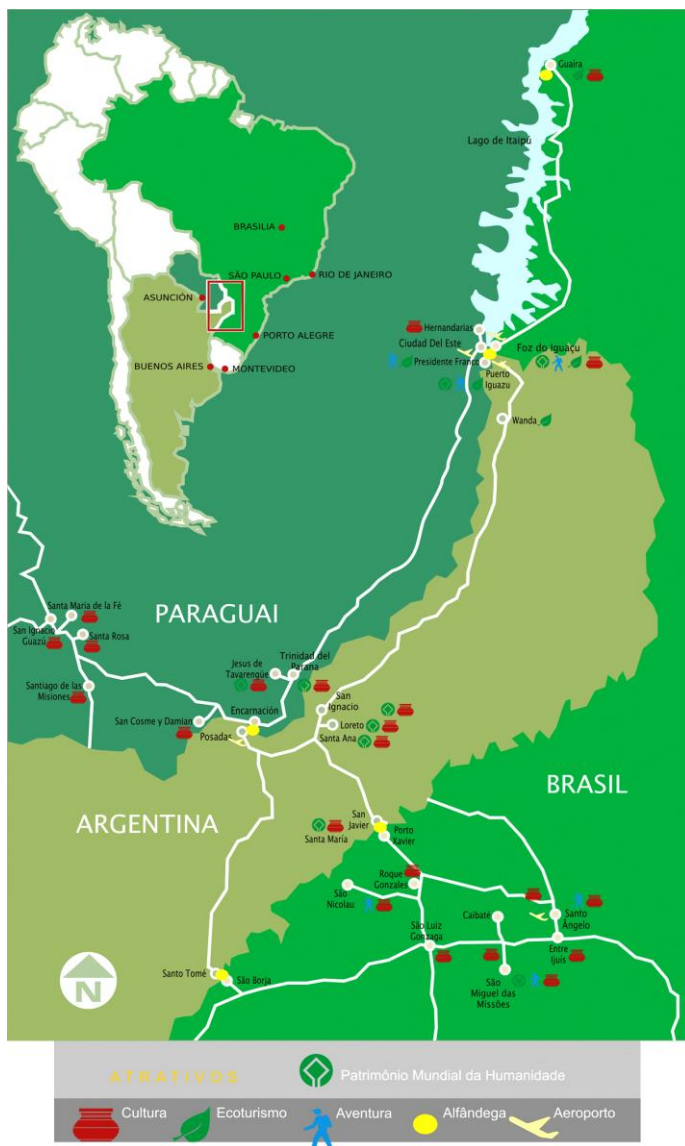 Guaíra
Lago de Itaipú
BRASILIA
SÃO PAULO
RIO DE JANEIRO
ASUNCIÓN
PORTO ALEGRE
BUENOS AIRES
MONTEVIDEO
Hernandarias
Ciudad Del Este
Foz do Iguaçu
Presidente Franco
Puerto
Iguazu
Wanda
PARAGUAI
Santa Maria de la Fé
San Ignacio
Guazú
Santa Rosa
Santiago de las
Misiones
Jesus de
Tavarengüe
Trinidad del
Parana
San Cosme y Damian
Encarnación
Posadas
San
Ignacio
Loreto
Santa Ana
BRASIL
ARGENTINA
San
Javier
Santa María
Porto
Xavier
Roque
Gonzales
São
Nicolau
São Luiz
Gonzaga
Caibaté
Santo
Ângelo
Entre
Ijuís
São
Miguel das
Missões
Santo Tomé
São Borja
N
ATRATIVOS
Patrimônio Mundial da Humanidade
Cultura
Ecoturismo
Aventura
Alfândega
Aeroporto